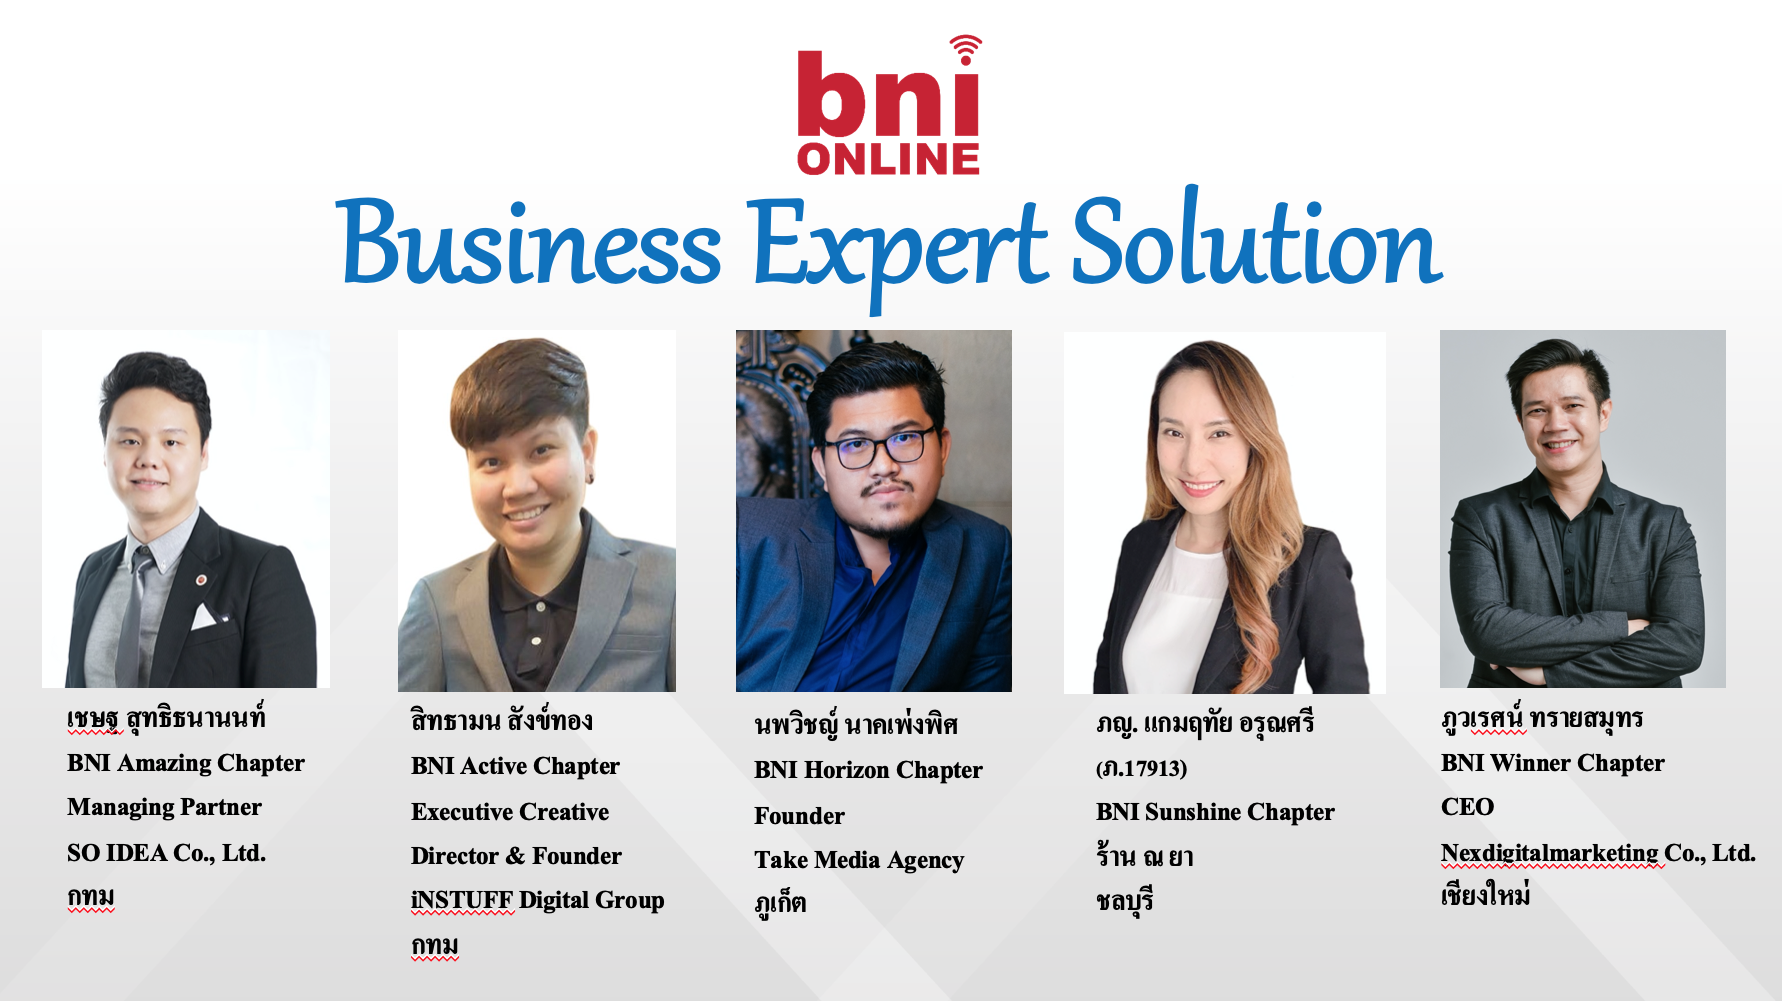 bni
ONLINE
Business Expert Solution
เชษฐ สุทธิธนานนท์
BNI Amazing Chapter
Managing Partner
SO IDEA Co., Ltd.
กทม
สิทธามน สังข์ทอง
BNI Active Chapter
Executive Creative
Director & Founder
iNSTUFF Digital Group
กทม
นพวิชญ์ นาคเพ่งพิศ
BNI Horizon Chapter
Founder
Take Media Agency
ภูเก็ต
ภญ. แกมฤทัย อรุณศรี
(ภ.17913)
BNI Sunshine Chapter
ร้าน ณ ยา
ชลบุรี
ภูวเรศน์ ทรายสมุทร
BNI Winner Chapter
CEO
Nexdigitalmarketing Co., Ltd.
เชียงใหม่